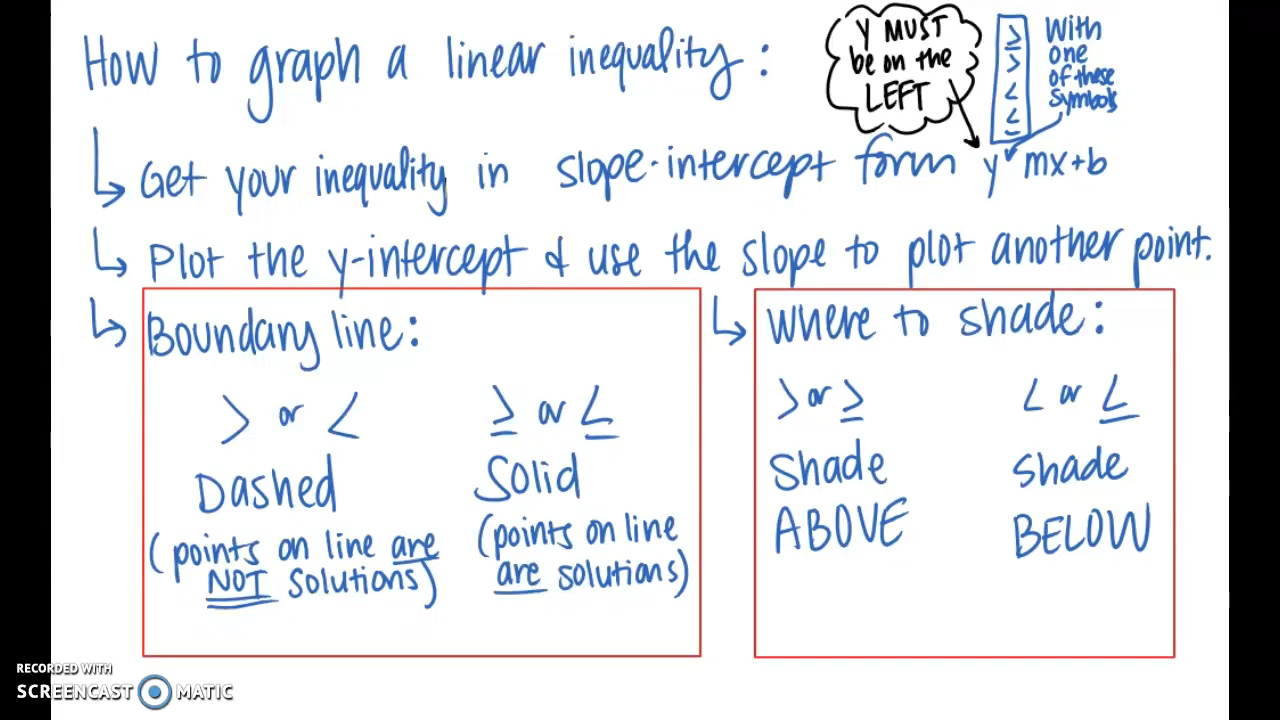 How to graph a linear inequality:
Y MUST
be on the
LEFT
≥
>
<
≤
With
one
of these
symbols
Get your inequality in slope-intercept form y mx+b
Plot the y-intercept & use the slope to plot another point.
Boundary line:
> or <
≥ or ≤
Dashed
Solid
(points on line are
NOT solutions)
(points on line
are solutions)
Where to shade:
> or ≥
< or ≤
Shade
ABOVE
Shade
BELOW
RECORDED WITH
SCREENCAST MATIC